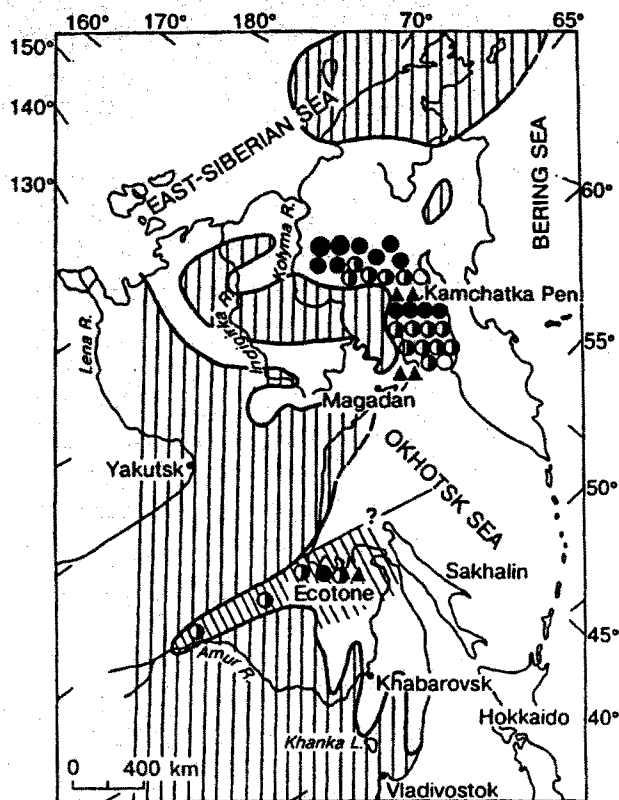 160° 170° 180° 70° 65°
150°
140°
130°
EAST-SIBERIAN SEA
BERING SEA
60°
Kolyma R.
Indigirka R.
Lena R.
Kamchatka Pen.
55°
Magadan
OKHOTSK SEA
Yakutsk
50°
?
Sakhalin
Ecotone
45°
Amur R.
Khabarovsk
Hokkaido
40°
Khanka L.
0 400 km
Vladivostok